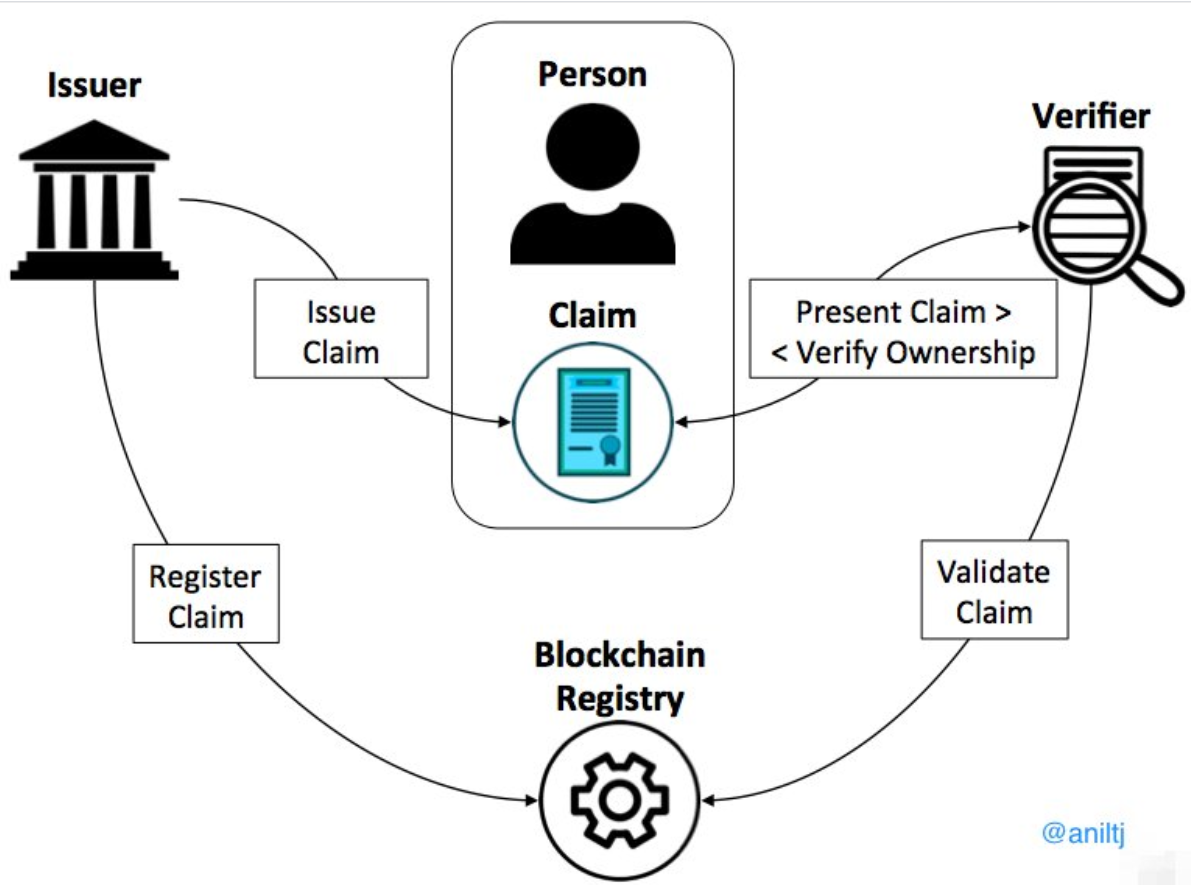 Issuer
Person
Verifier
Issue
Claim
Claim
Present Claim >
< Verify Ownership
Register
Claim
Validate
Claim
Blockchain
Registry
@aniltj